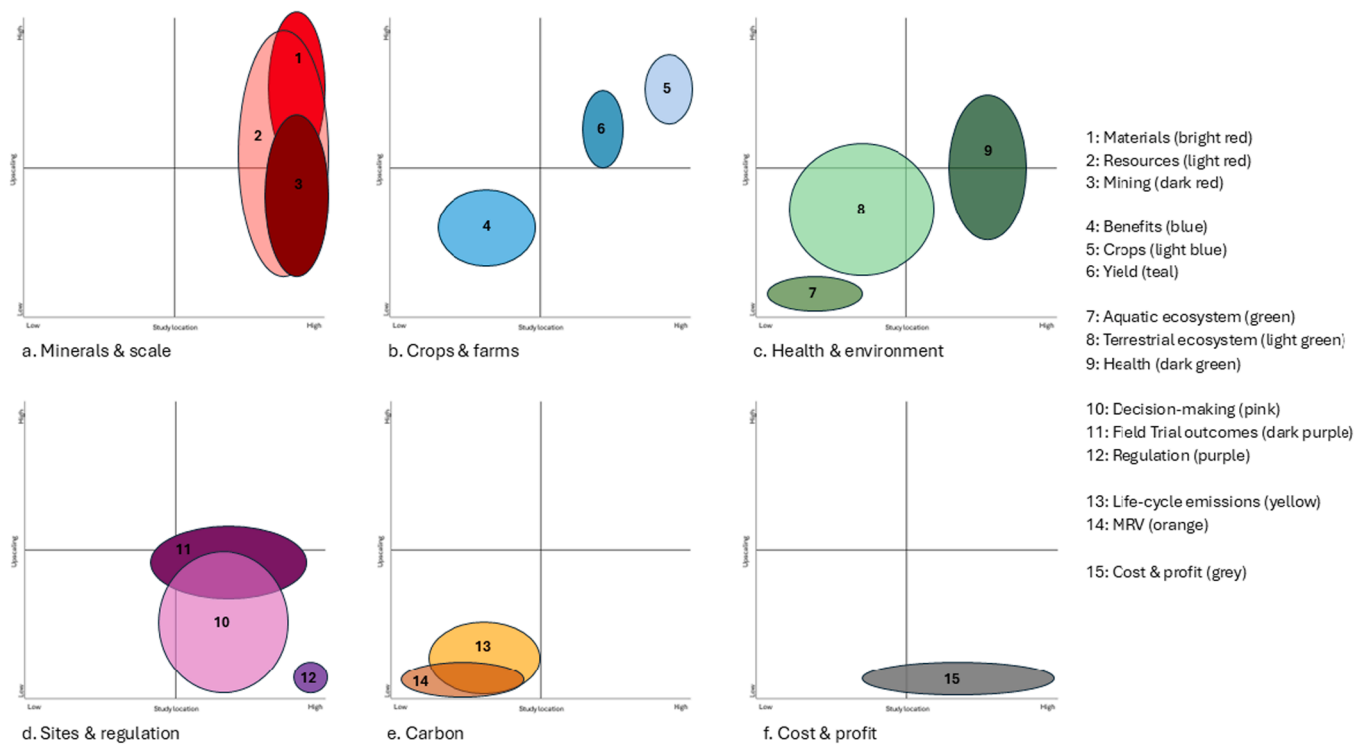 High
Upscaling
Low
Low
Study location
High
1
2
3
a. Minerals & scale
High
Upscaling
Low
Low
Study location
High
4
5
6
b. Crops & farms
High
Upscaling
Low
Low
Study location
High
7
8
9
c. Health & environment
1: Materials (bright red)
2: Resources (light red)
3: Mining (dark red)
4: Benefits (blue)
5: Crops (light blue)
6: Yield (teal)
7: Aquatic ecosystem (green)
8: Terrestrial ecosystem (light green)
9: Health (dark green)
10: Decision-making (pink)
11: Field Trial outcomes (dark purple)
12: Regulation (purple)
13: Life-cycle emissions (yellow)
14: MRV (orange)
15: Cost & profit (grey)
High
Upscaling
Low
Low
Study location
High
11
10
12
d. Sites & regulation
High
Upscaling
Low
Low
Study location
High
13
14
e. Carbon
High
Upscaling
Low
Low
Study location
High
15
f. Cost & profit